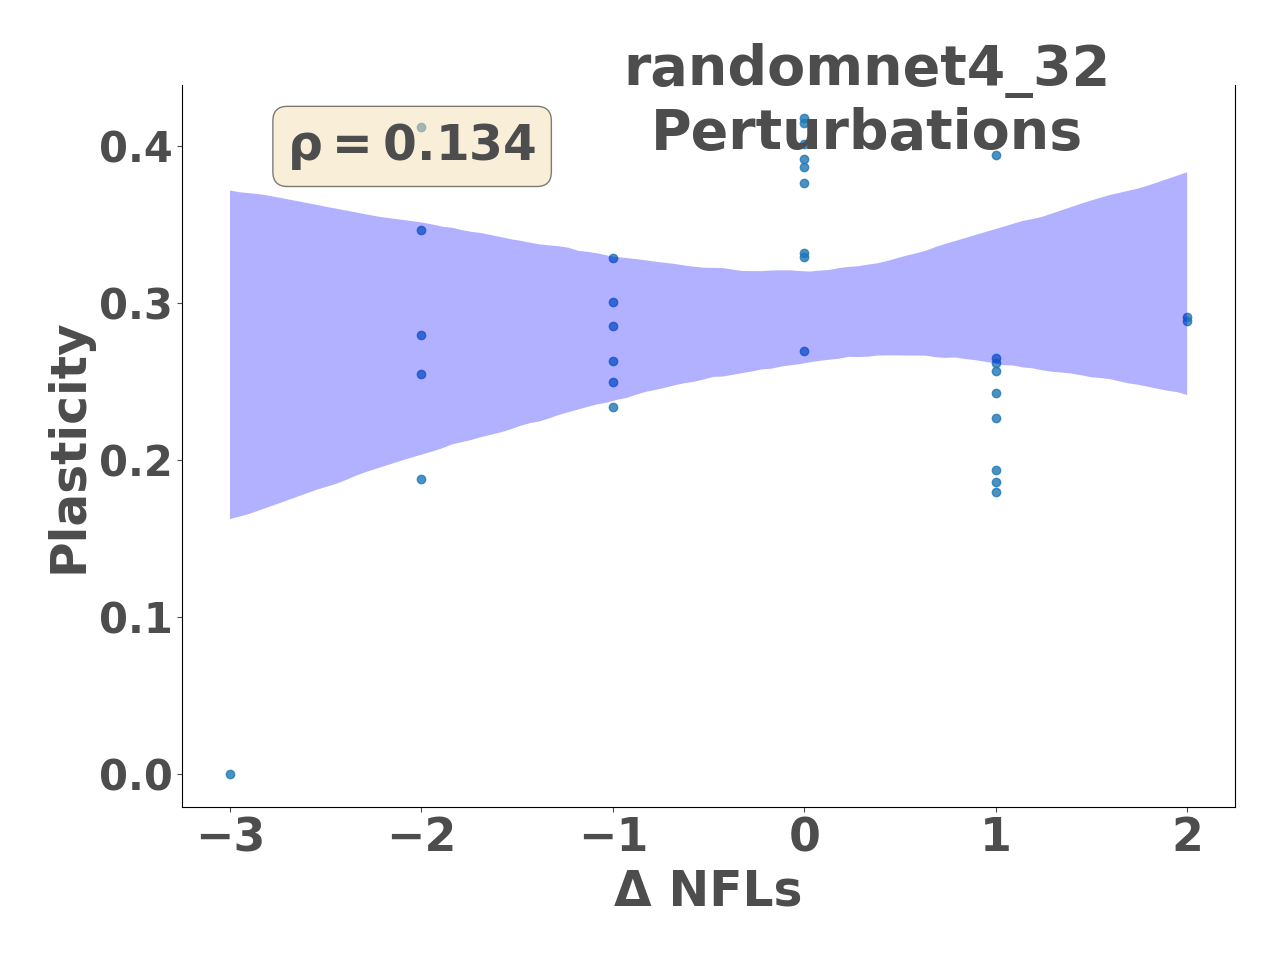 randomnet4_32
Perturbations
ρ = 0.134
Plasticity
0.4
0.3
0.2
0.1
0.0
−3 −2 −1 0 1 2
Δ NFLs